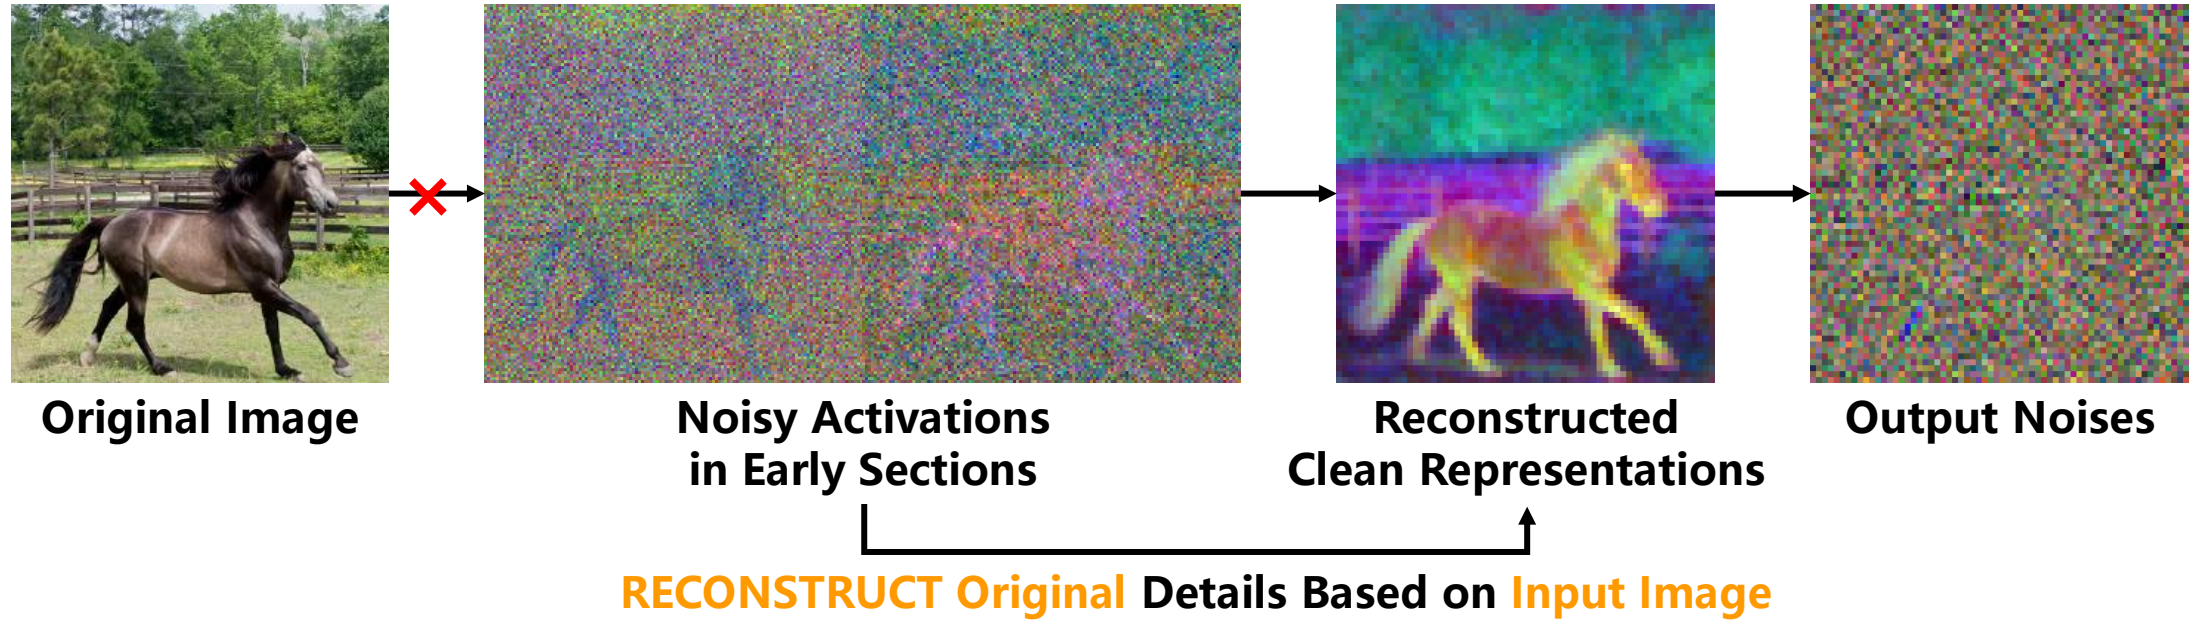 Original Image
Noisy Activations
in Early Sections
Reconstructed
Clean Representations
Output Noises
RECONSTRUCT Original Details Based on Input Image